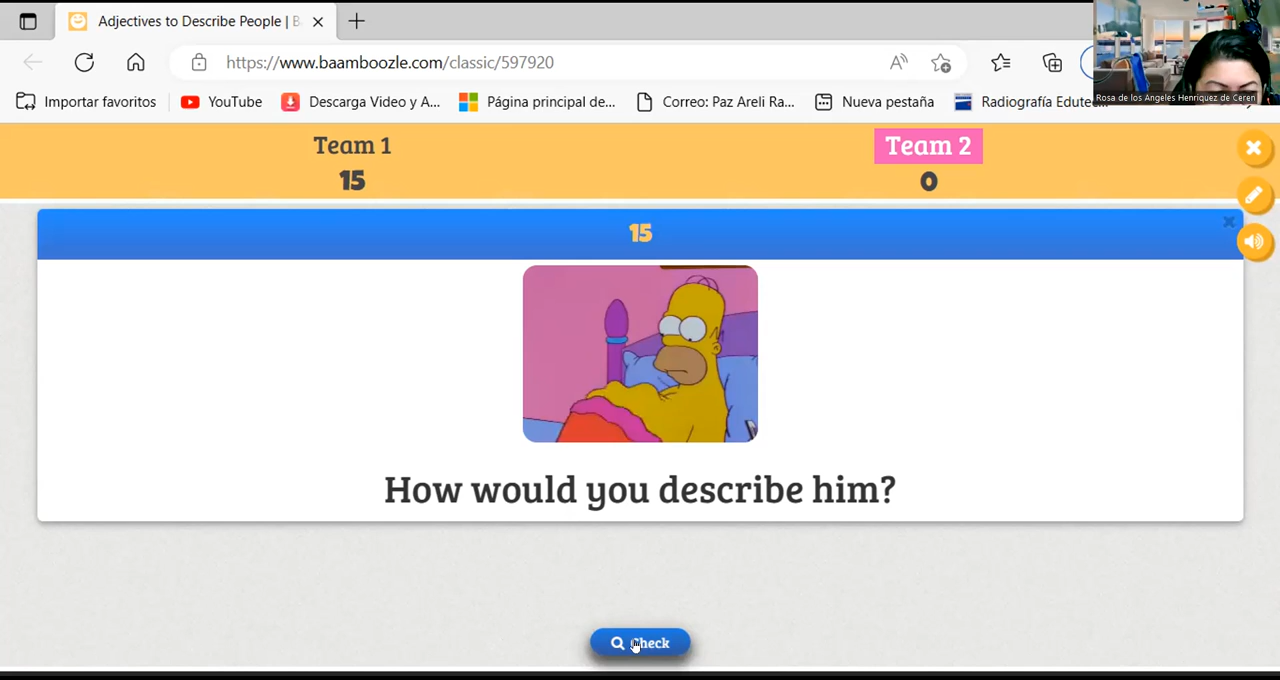 Adjectives to Describe People | B
https://www.baamboozle.com/classic/597920
Importar favoritos
YouTube
Descarga Video y A...
Página principal de...
Correo: Paz Areli Ra...
Nueva pestaña
Radiografía Edutec...
Rosa de los Angeles Henriquez de Ceren
Team 1
15
Team 2
0
15
How would you describe him?
Check